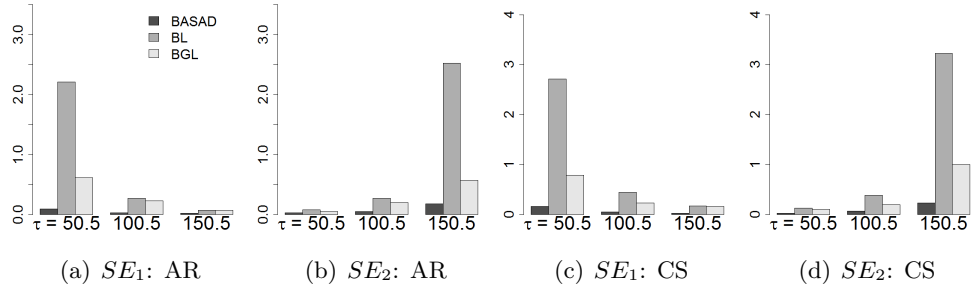 BASAD
BL
BGL
0.0 1.0 2.0 3.0
τ = 50.5 100.5 150.5
(a) SE₁: AR
0.0 1.0 2.0 3.0
τ = 50.5 100.5 150.5
(b) SE₂: AR
0 1 2 3 4
τ = 50.5 100.5 150.5
(c) SE₁: CS
0 1 2 3 4
τ = 50.5 100.5 150.5
(d) SE₂: CS